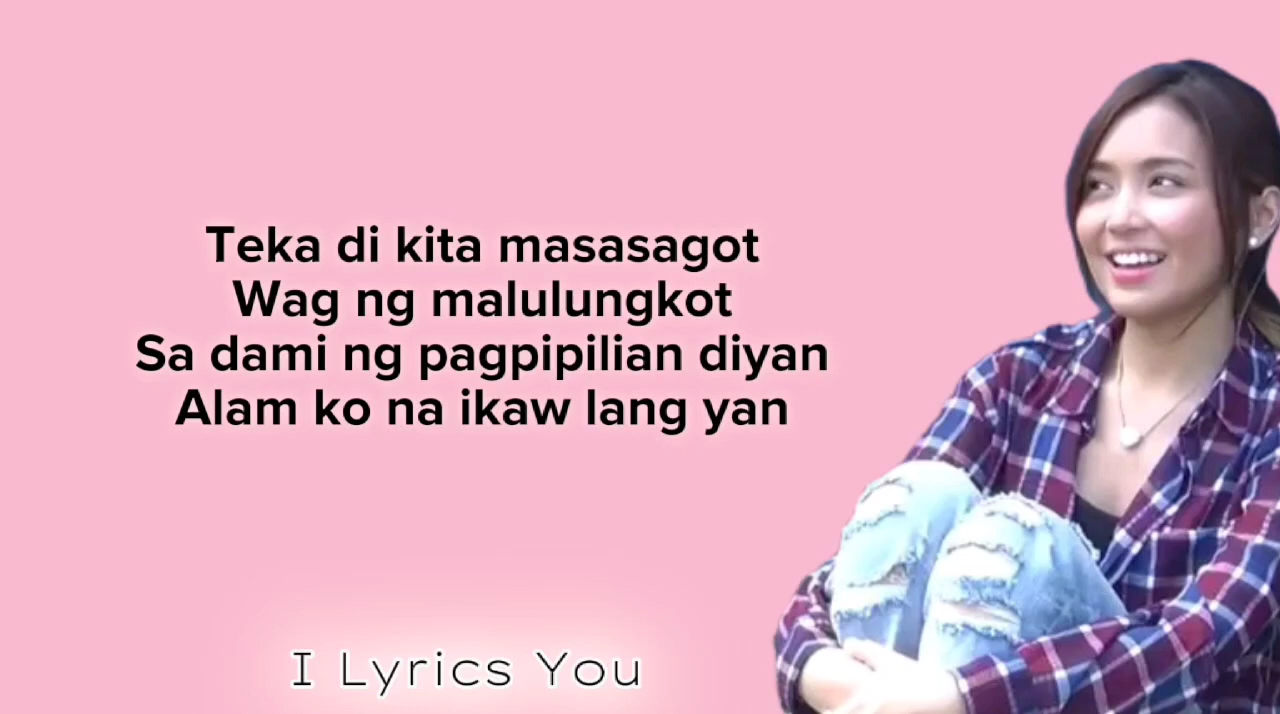 Teka di kita masasagot
Wag ng malulungkot
Sa dami ng pagpipilian diyan
Alam ko na ikaw lang yan
I Lyrics You